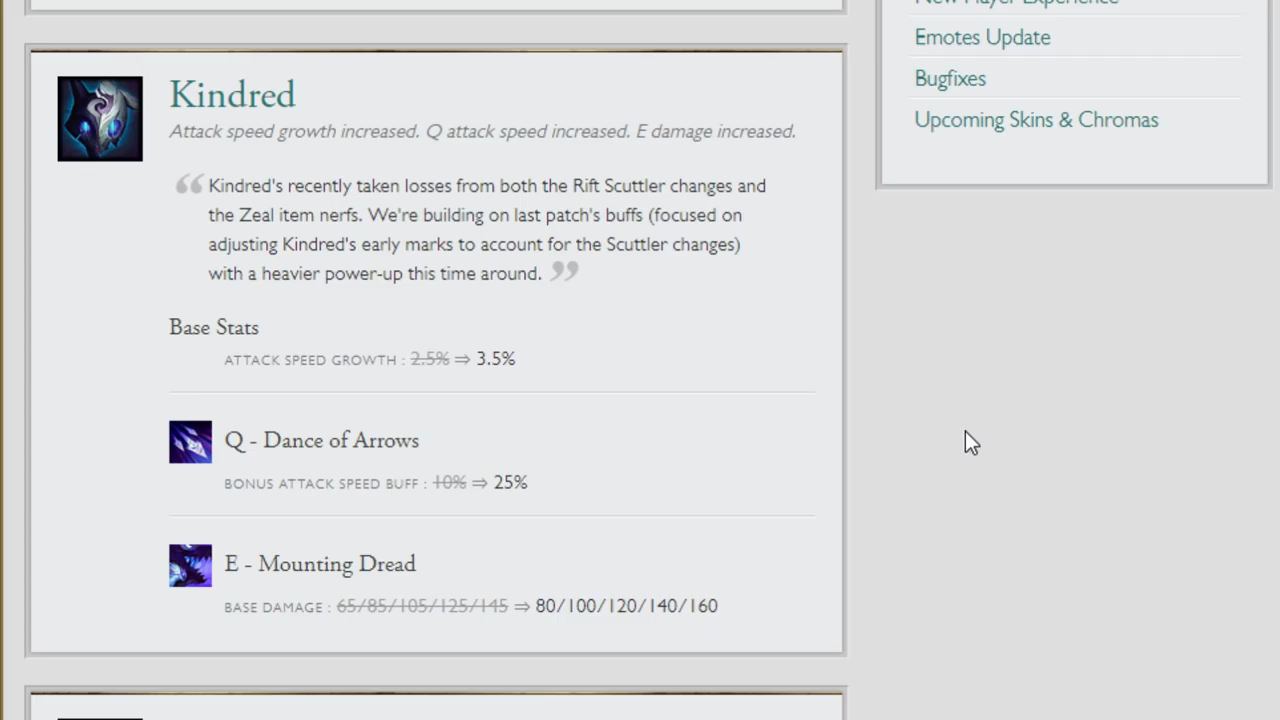 New Player Experience
Emotes Update
Bugfixes
Upcoming Skins & Chromas
Kindred
Attack speed growth increased. Q attack speed increased. E damage increased.
“Kindred's recently taken losses from both the Rift Scuttler changes and
the Zeal item nerfs. We're building on last patch's buffs (focused on
adjusting Kindred's early marks to account for the Scuttler changes)
with a heavier power-up this time around.”
Base Stats
ATTACK SPEED GROWTH : 2.5% ⇒ 3.5%
Q - Dance of Arrows
BONUS ATTACK SPEED BUFF : 10% ⇒ 25%
E - Mounting Dread
BASE DAMAGE : 65/85/105/125/145 ⇒ 80/100/120/140/160